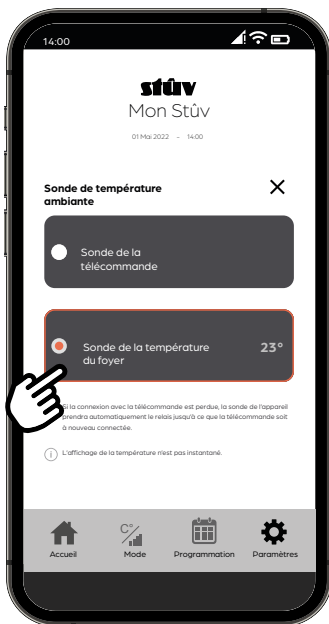 14:00
stûv
Mon Stûv
01 Mai 2022 - 14:00
Sonde de température
ambiante
Sonde de la
télécommande
Sonde de la température
du foyer
23°
Si la connexion avec la télécommande est perdue, la sonde de l'appareil
prendra automatiquement le relais jusqu'à ce que la télécommande soit
à nouveau connectée.
i L'affichage de la température n'est pas instantané.
C°
Accueil Mode Programmation Paramètres